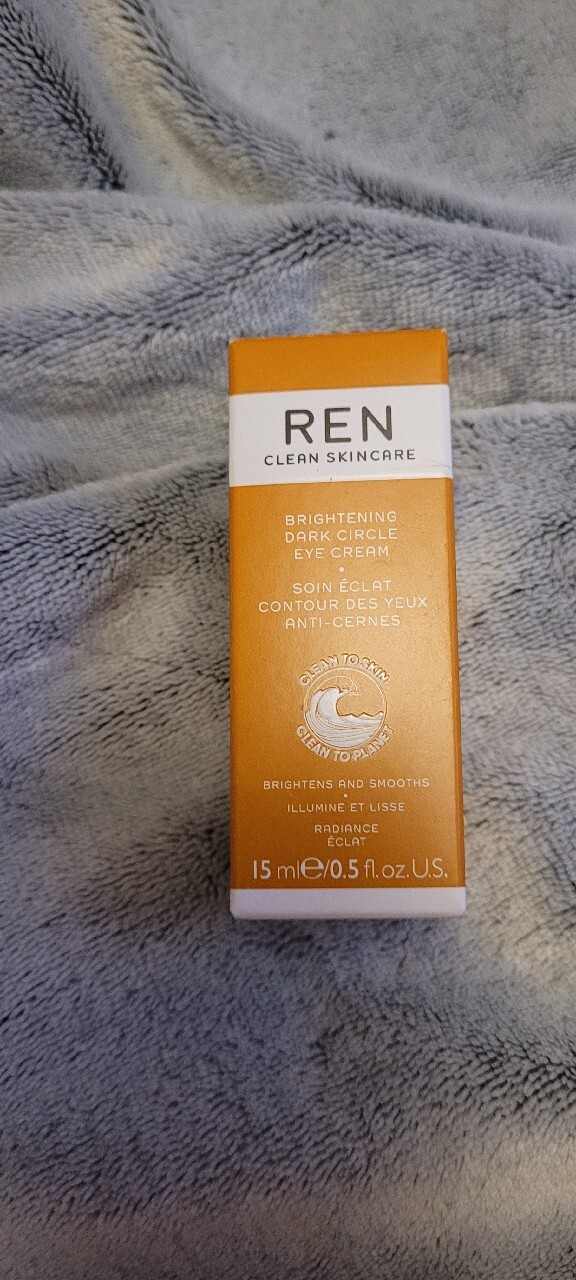 REN
CLEAN SKINCARE
BRIGHTENING
DARK CIRCLE
EYE CREAM
•
SOIN ÉCLAT
CONTOUR DES YEUX
ANTI-CERNES
CLEAN TO SKIN
CLEAN TO PLANET
BRIGHTENS AND SMOOTHS
•
ILLUMINE ET LISSE
RADIANCE
ÉCLAT
15 ml℮/0.5 fl.oz. U.S.